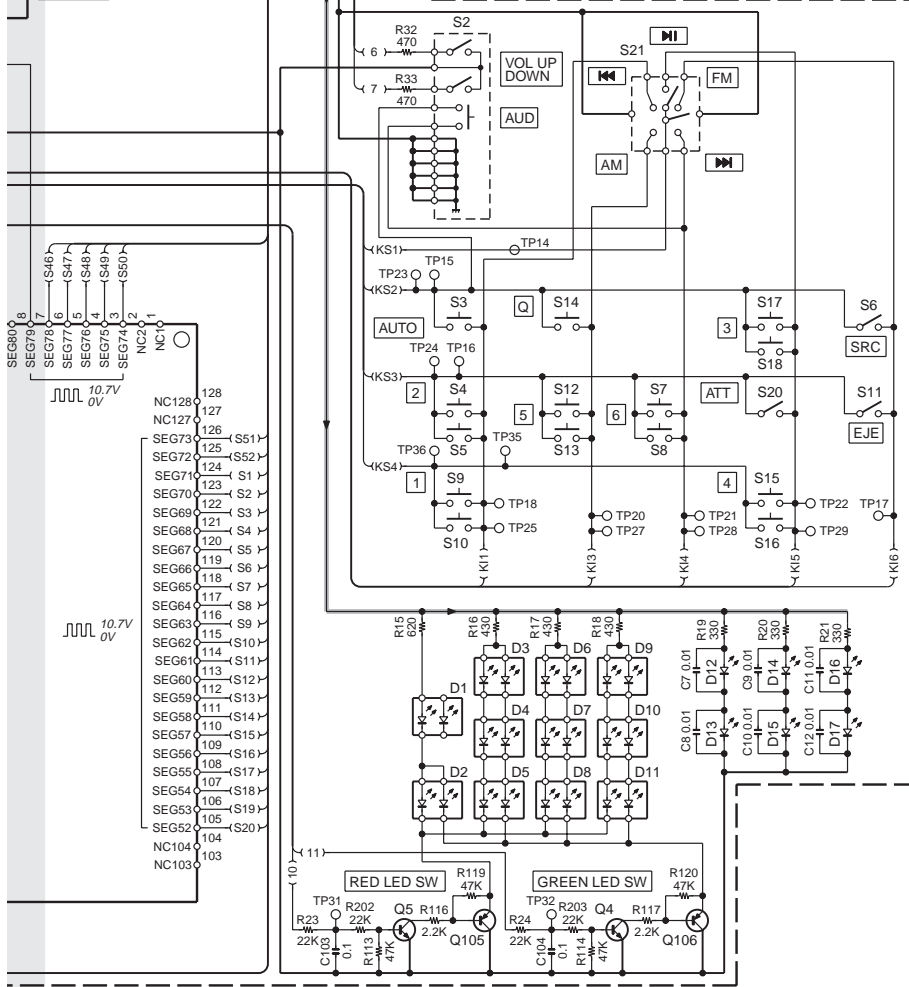 R32
470
6
S2
VOL UP
DOWN
R33
470
7
AUD
S21
FM
AM
KS1
TP14
TP23
TP15
KS2
S3
AUTO
Q
S14
3
S17
S18
S6
SRC
TP24
TP16
KS3
2
S4
S5
5
S12
S13
6
S7
S8
ATT
S20
S11
EJE
TP36
TP35
KS4
1
S9
S10
TP18
TP25
TP20
TP27
TP21
TP28
4
S15
S16
TP22
TP29
TP17
KI1
KI3
KI4
KI5
KI6
S46
S47
S48
S49
S50
8
7
6
5
4
3
2
1
SEG80
SEG79
SEG78
SEG77
SEG76
SEG75
SEG74
NC2
NC1
10.7V
0V
NC128 128
NC127 127
SEG73 126 S51
SEG72 125 S52
SEG71 124 S1
SEG70 123 S2
SEG69 122 S3
SEG68 121 S4
SEG67 120 S5
SEG66 119 S6
SEG65 118 S7
SEG64 117 S8
SEG63 116 S9
SEG62 115 S10
SEG61 114 S11
SEG60 113 S12
SEG59 112 S13
SEG58 111 S14
SEG57 110 S15
SEG56 109 S16
SEG55 108 S17
SEG54 107 S18
SEG53 106 S19
SEG52 105 S20
NC104 104
NC103 103
10.7V
0V
R15
620
R16
430
R17
430
R18
430
R19
330
R20
330
R21
330
D1
D2
D3
D4
D5
D6
D7
D8
D9
D10
D11
C7 0.01
D12
C8 0.01
D13
C9 0.01
D14
C10 0.01
D15
C11 0.01
D16
C12 0.01
D17
10
11
RED LED SW
R119
47K
TP31
R202
22K
Q5
R116
2.2K
Q105
R23
22K
C103
0.1
R113
47K
GREEN LED SW
R120
47K
TP32
R203
22K
Q4
R117
2.2K
Q106
R24
22K
C104
0.1
R114
47K